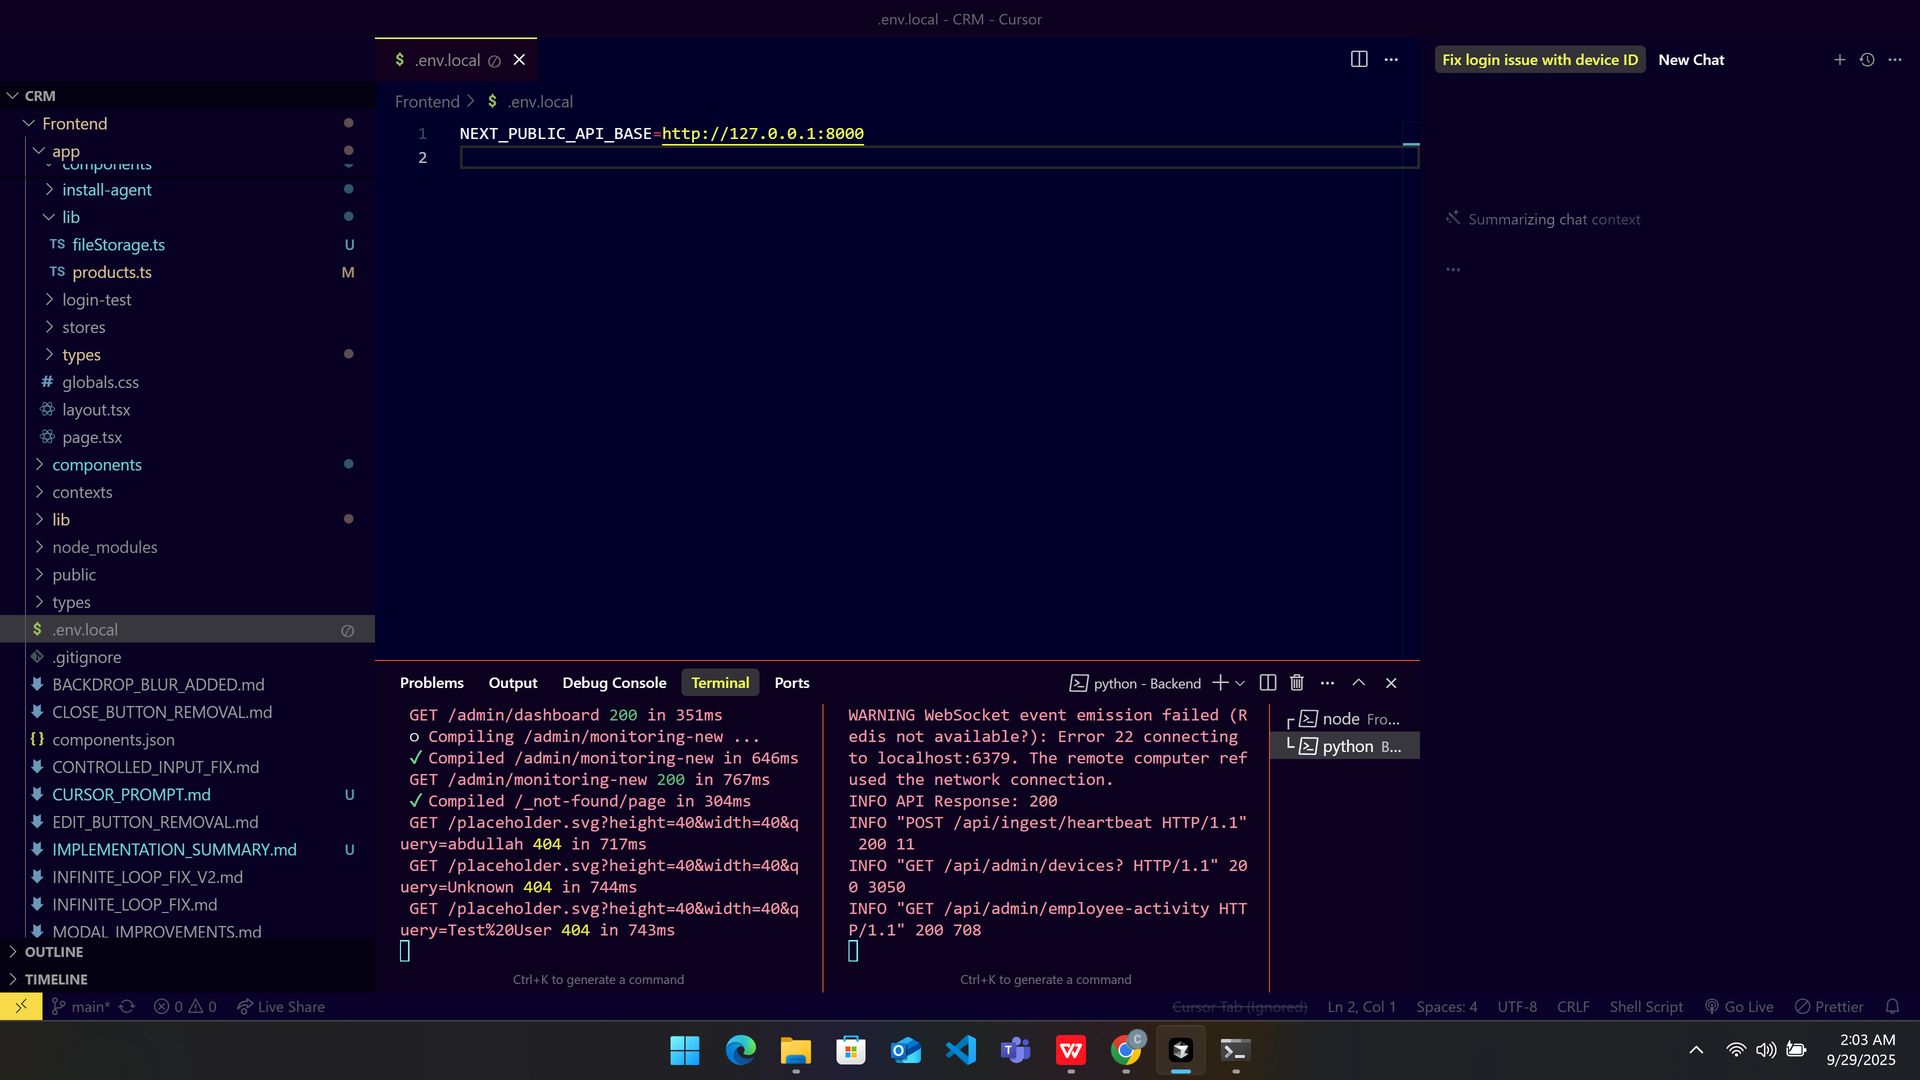 .env.local - CRM - Cursor
CRM
Frontend
app
components
install-agent
lib
TS fileStorage.ts U
TS products.ts M
login-test
stores
types
# globals.css
layout.tsx
page.tsx
components
contexts
lib
node_modules
public
types
$ .env.local
.gitignore
BACKDROP_BLUR_ADDED.md
CLOSE_BUTTON_REMOVAL.md
{} components.json
CONTROLLED_INPUT_FIX.md
CURSOR_PROMPT.md U
EDIT_BUTTON_REMOVAL.md
IMPLEMENTATION_SUMMARY.md U
INFINITE_LOOP_FIX_V2.md
INFINITE_LOOP_FIX.md
MODAL_IMPROVEMENTS.md
OUTLINE
TIMELINE
$ .env.local
Frontend > $ .env.local
1 NEXT_PUBLIC_API_BASE=http://127.0.0.1:8000
2
Problems Output Debug Console Terminal Ports
python - Backend
GET /admin/dashboard 200 in 351ms
○ Compiling /admin/monitoring-new ...
✓ Compiled /admin/monitoring-new in 646ms
GET /admin/monitoring-new 200 in 767ms
✓ Compiled /_not-found/page in 304ms
GET /placeholder.svg?height=40&width=40&q
uery=abdullah 404 in 717ms
GET /placeholder.svg?height=40&width=40&q
uery=Unknown 404 in 744ms
GET /placeholder.svg?height=40&width=40&q
uery=Test%20User 404 in 743ms
Ctrl+K to generate a command
WARNING WebSocket event emission failed (R
edis not available?): Error 22 connecting
to localhost:6379. The remote computer ref
used the network connection.
INFO API Response: 200
INFO "POST /api/ingest/heartbeat HTTP/1.1"
200 11
INFO "GET /api/admin/devices? HTTP/1.1" 20
0 3050
INFO "GET /api/admin/employee-activity HTT
P/1.1" 200 708
Ctrl+K to generate a command
node Fro...
python B...
Fix login issue with device ID New Chat
Summarizing chat context
...
main* 0 0 Live Share
Cursor Tab (Ignored) Ln 2, Col 1 Spaces: 4 UTF-8 CRLF Shell Script Go Live Prettier
2:03 AM
9/29/2025